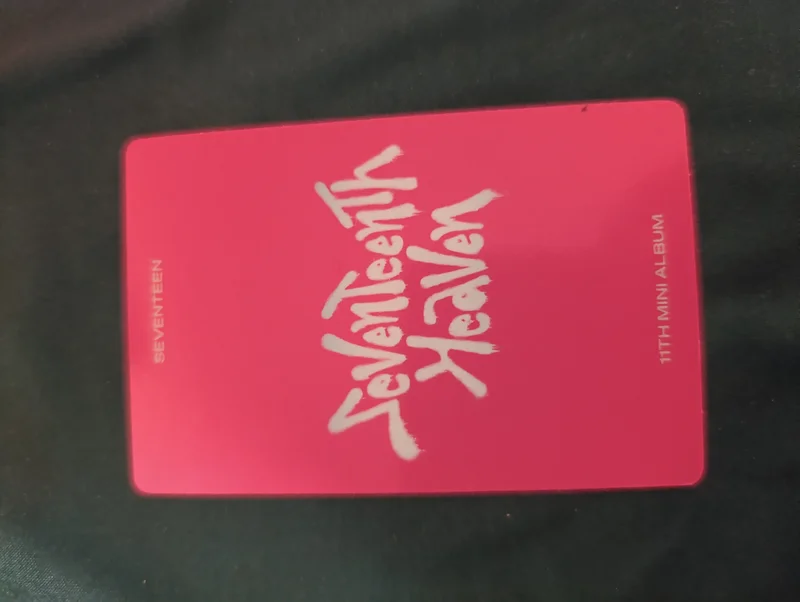 SEVENTEEN
SevenTeenTh
Heaven
11TH MINI ALBUM